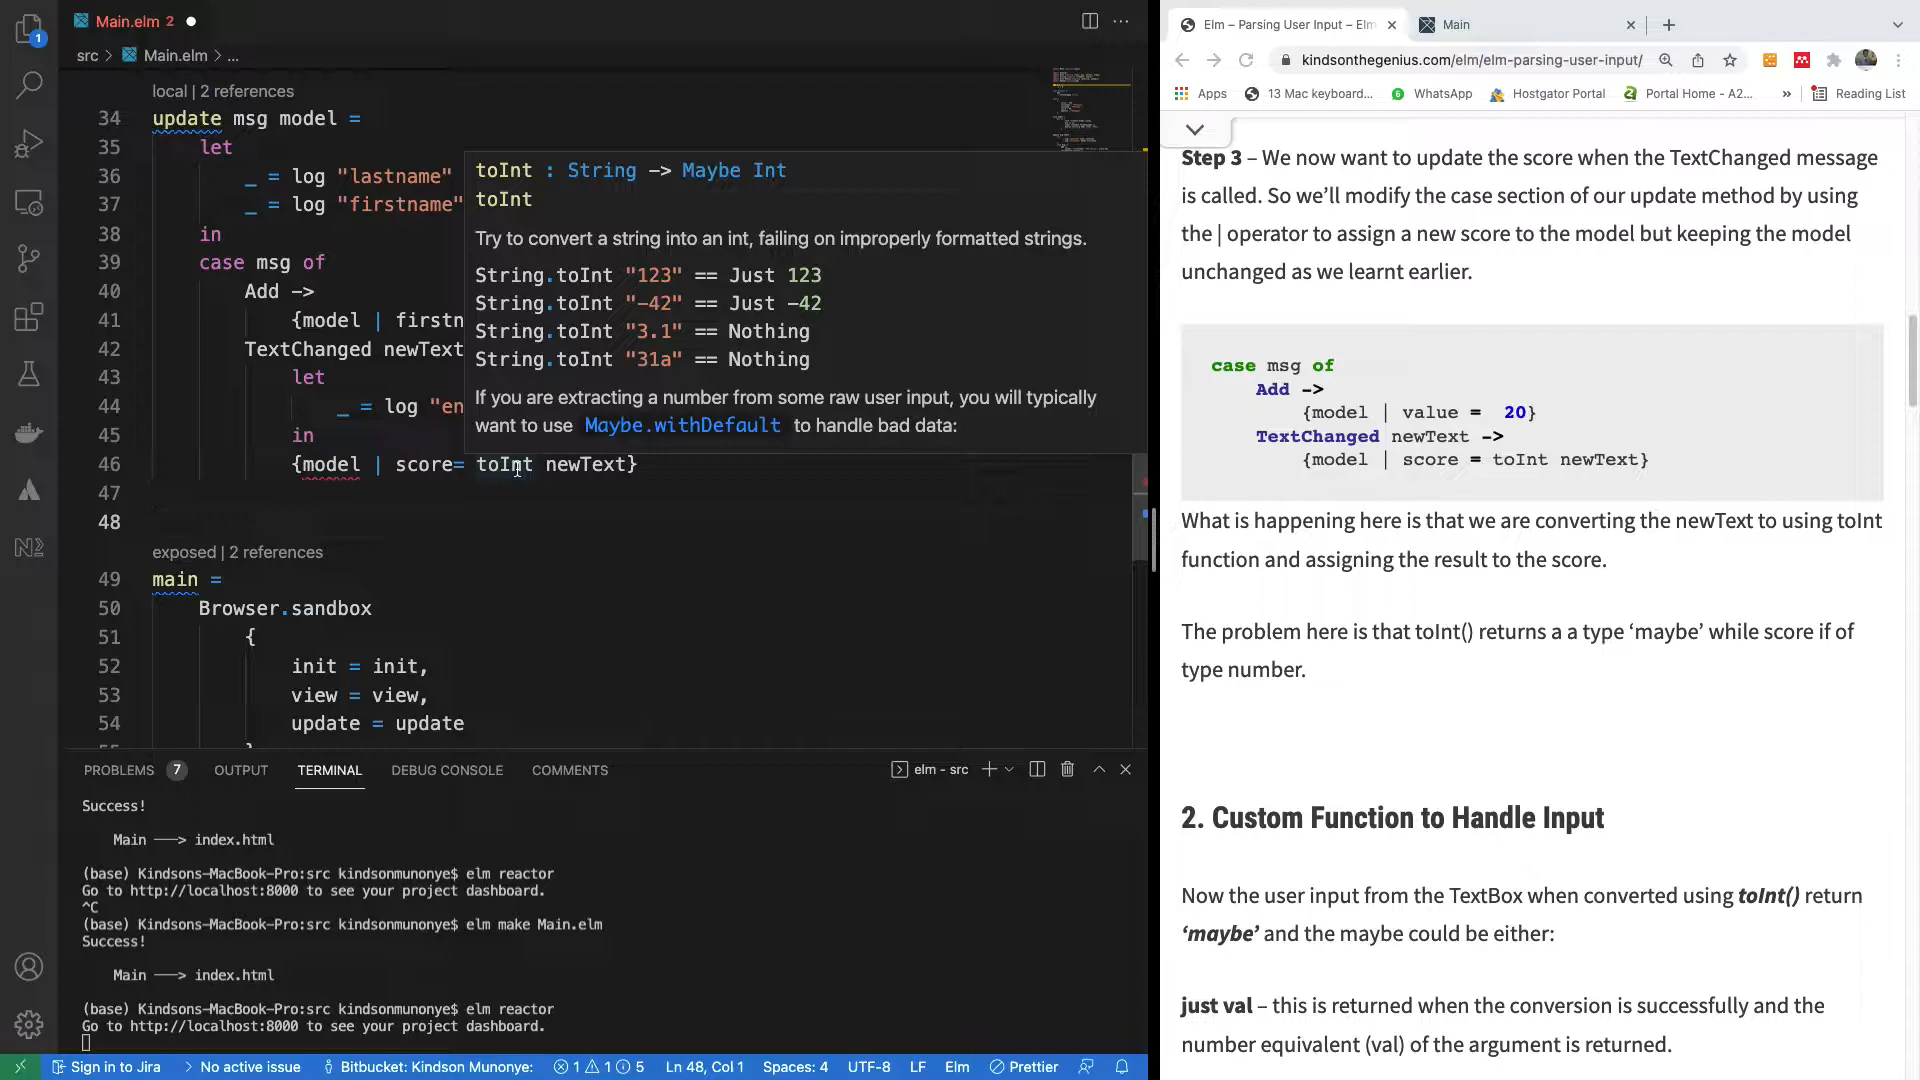 Main.elm 2
src > Main.elm > ...
local | 2 references
34 update msg model =
35 let
36 _ = log "lastname"
37 _ = log "firstname"
38 in
39 case msg of
40 Add ->
41 {model | firstn
42 TextChanged newText
43 let
44 _ = log "en
45 in
46 {model | score= toInt newText}
47
48
exposed | 2 references
49 main =
50 Browser.sandbox
51 {
52 init = init,
53 view = view,
54 update = update
toInt : String -> Maybe Int
toInt
Try to convert a string into an int, failing on improperly formatted strings.
String.toInt "123" == Just 123
String.toInt "-42" == Just -42
String.toInt "3.1" == Nothing
String.toInt "31a" == Nothing
If you are extracting a number from some raw user input, you will typically
want to use Maybe.withDefault to handle bad data:
PROBLEMS 7 OUTPUT TERMINAL DEBUG CONSOLE COMMENTS
elm - src
Success!
Main ---> index.html
(base) Kindsons-MacBook-Pro:src kindsonmunonye$ elm reactor
Go to http://localhost:8000 to see your project dashboard.
^C
(base) Kindsons-MacBook-Pro:src kindsonmunonye$ elm make Main.elm
Success!
Main ---> index.html
(base) Kindsons-MacBook-Pro:src kindsonmunonye$ elm reactor
Go to http://localhost:8000 to see your project dashboard.
1
Sign in to Jira > No active issue Bitbucket: Kindson Munonye: 1 1 5 Ln 48, Col 1 Spaces: 4 UTF-8 LF Elm Prettier
Elm – Parsing User Input – Elm
Main
kindsonthegenius.com/elm/elm-parsing-user-input/
Apps 13 Mac keyboard... WhatsApp Hostgator Portal Portal Home - A2... » Reading List
Step 3 – We now want to update the score when the TextChanged message
is called. So we'll modify the case section of our update method by using
the | operator to assign a new score to the model but keeping the model
unchanged as we learnt earlier.
case msg of
Add ->
{model | value = 20}
TextChanged newText ->
{model | score = toInt newText}
What is happening here is that we are converting the newText to using toInt
function and assigning the result to the score.
The problem here is that toInt() returns a a type ‘maybe’ while score if of
type number.
2. Custom Function to Handle Input
Now the user input from the TextBox when converted using toInt() return
‘maybe’ and the maybe could be either:
just val – this is returned when the conversion is successfully and the
number equivalent (val) of the argument is returned.